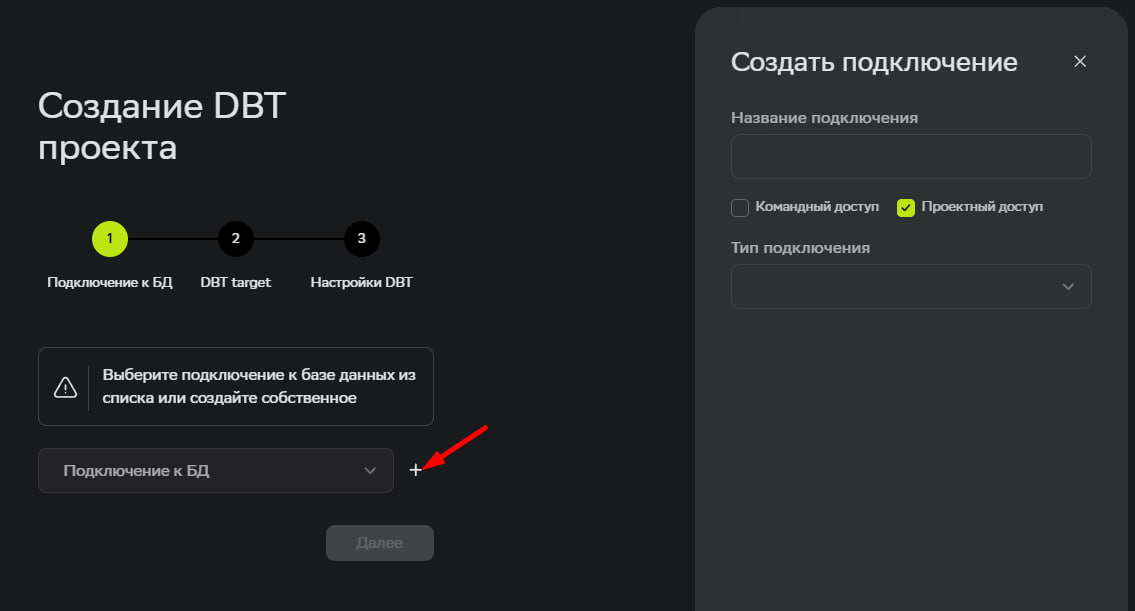 Создание DBT
проекта
1
2
3
Подключение к БД
DBT target
Настройки DBT
Выберите подключение к базе данных из
списка или создайте собственное
Подключение к БД
Далее
Создать подключение
Название подключения
Командный доступ
Проектный доступ
Тип подключения